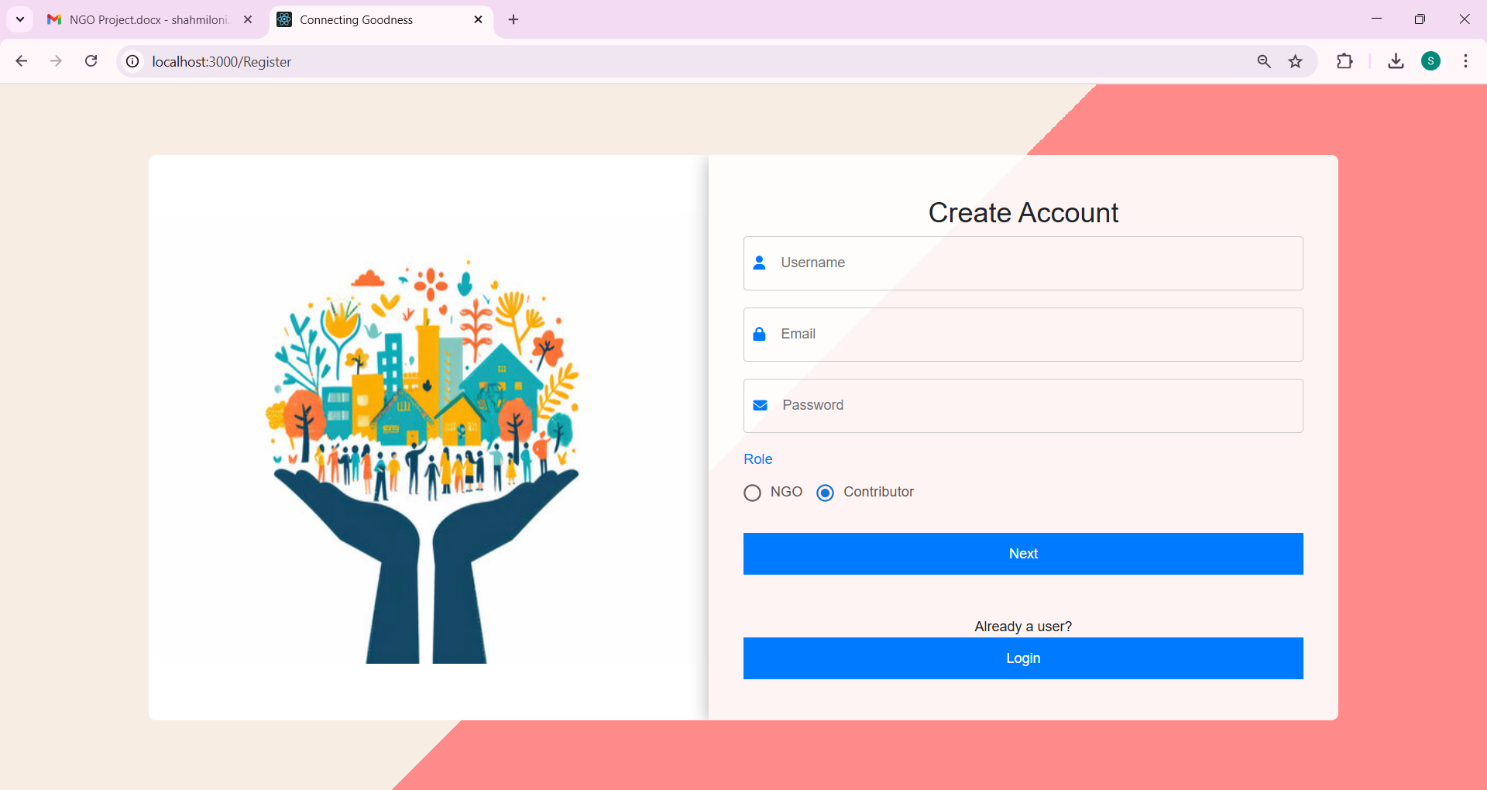 NGO Project.docx - shahmiloni
Connecting Goodness
localhost:3000/Register
S
Create Account
Username
Email
Password
Role
NGO Contributor
Next
Already a user?
Login